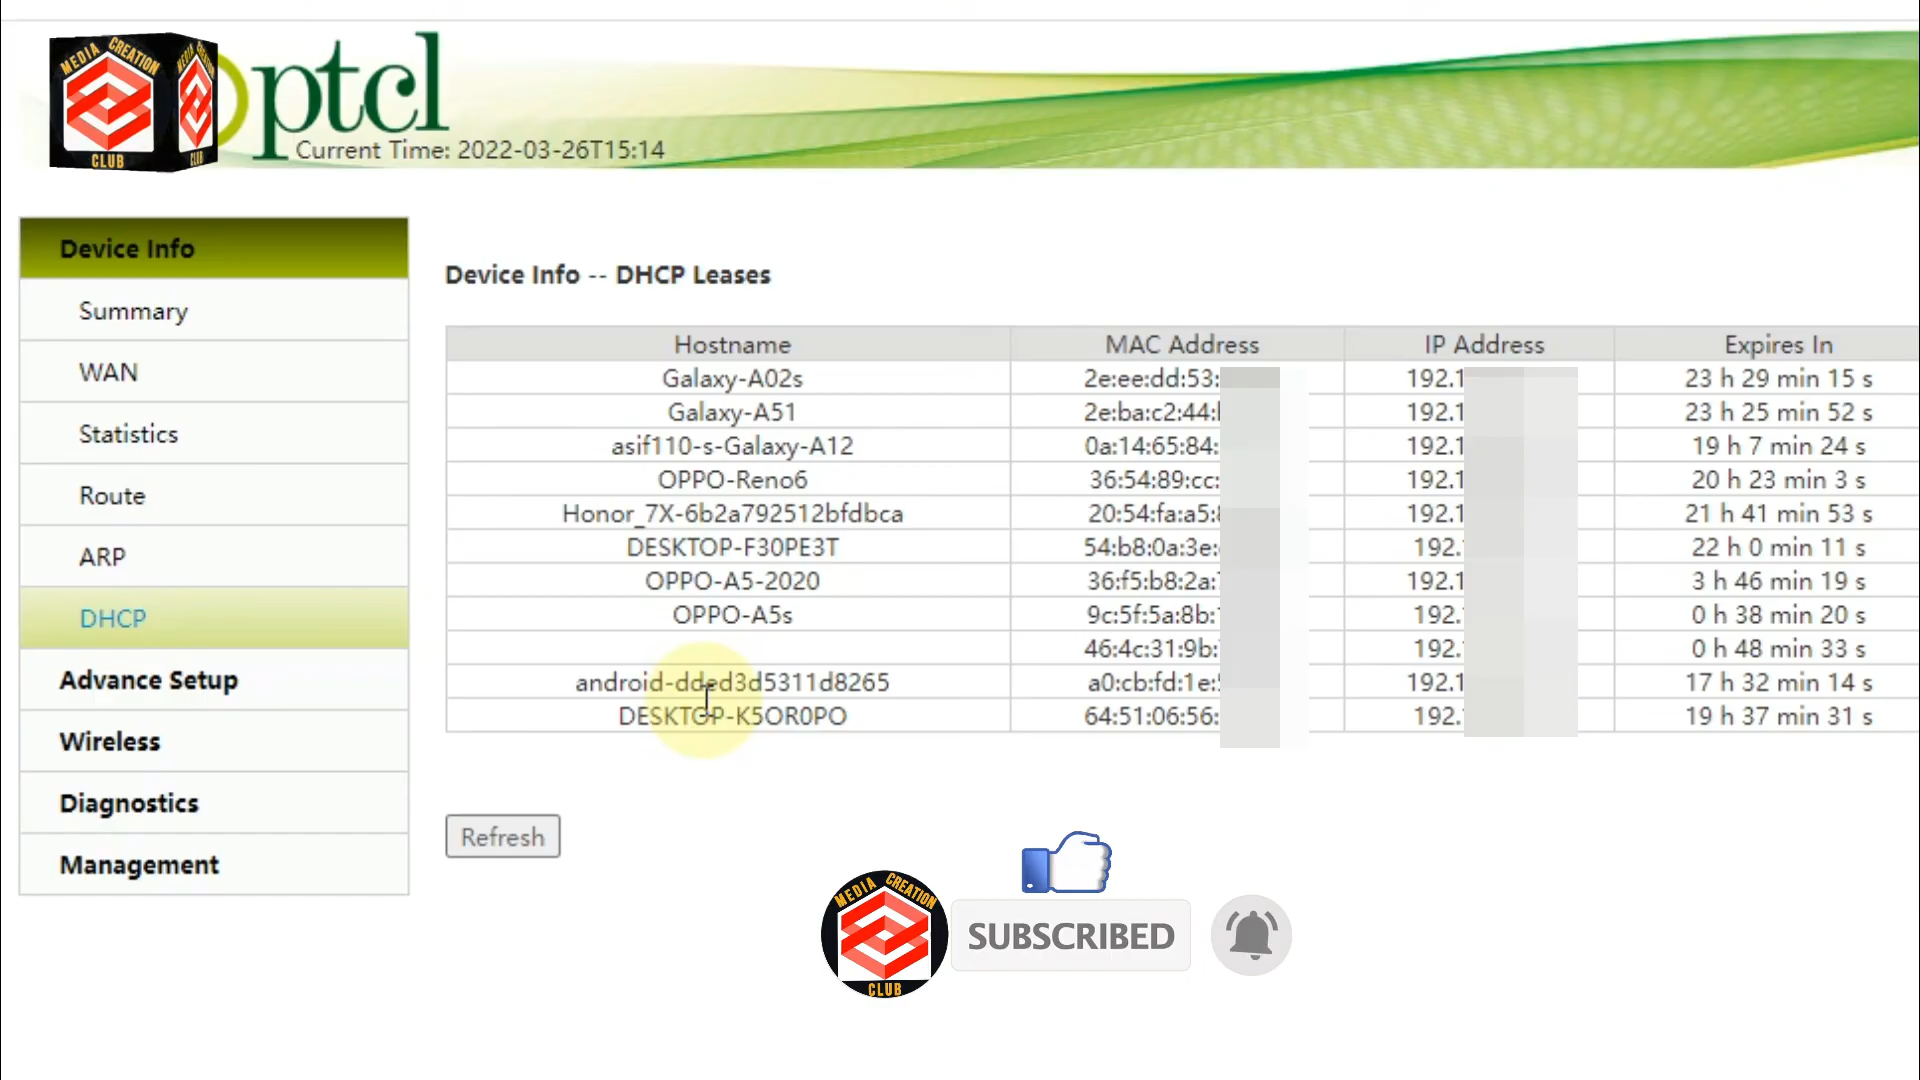 MEDIA CREATION CLUB
MEDIA CREATION CLUB
ptcl
Current Time: 2022-03-26T15:14
Device Info
Summary
WAN
Statistics
Route
ARP
DHCP
Advance Setup
Wireless
Diagnostics
Management
Device Info -- DHCP Leases
Hostname MAC Address IP Address Expires In
Galaxy-A02s 2e:ee:dd:53: 192.1 23 h 29 min 15 s
Galaxy-A51 2e:ba:c2:44: 192.1 23 h 25 min 52 s
asif110-s-Galaxy-A12 0a:14:65:84: 192.1 19 h 7 min 24 s
OPPO-Reno6 36:54:89:cc: 192.1 20 h 23 min 3 s
Honor_7X-6b2a792512bfdbca 20:54:fa:a5: 192.1 21 h 41 min 53 s
DESKTOP-F30PE3T 54:b8:0a:3e: 192. 22 h 0 min 11 s
OPPO-A5-2020 36:f5:b8:2a: 192.1 3 h 46 min 19 s
OPPO-A5s 9c:5f:5a:8b: 192. 0 h 38 min 20 s
46:4c:31:9b: 192. 0 h 48 min 33 s
android-dded3d5311d8265 a0:cb:fd:1e: 192.1 17 h 32 min 14 s
DESKTOP-K5OR0PO 64:51:06:56: 192. 19 h 37 min 31 s
Refresh
MEDIA CREATION CLUB
SUBSCRIBED